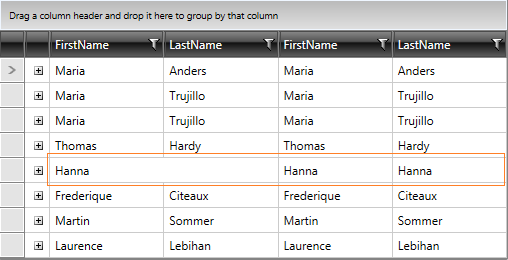 Drag a column header and drop it here to group by that column
FirstName LastName FirstName LastName
Maria Anders Maria Anders
Maria Trujillo Maria Trujillo
Maria Trujillo Maria Trujillo
Thomas Hardy Thomas Hardy
Hanna Hanna Hanna
Frederique Citeaux Frederique Citeaux
Martin Sommer Martin Sommer
Laurence Lebihan Laurence Lebihan